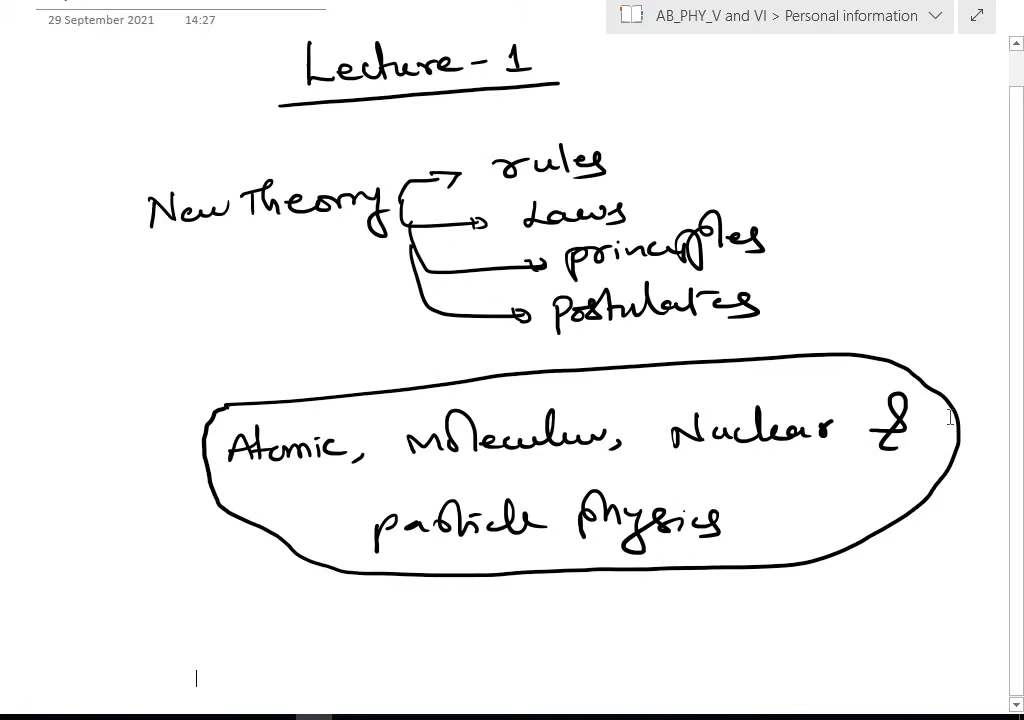 29 September 2021 14:27
AB_PHY_V and VI > Personal information
Lecture - 1
New Theory
rules
Laws
principles
postulates
Atomic, Molecular, Nuclear &
particle physics